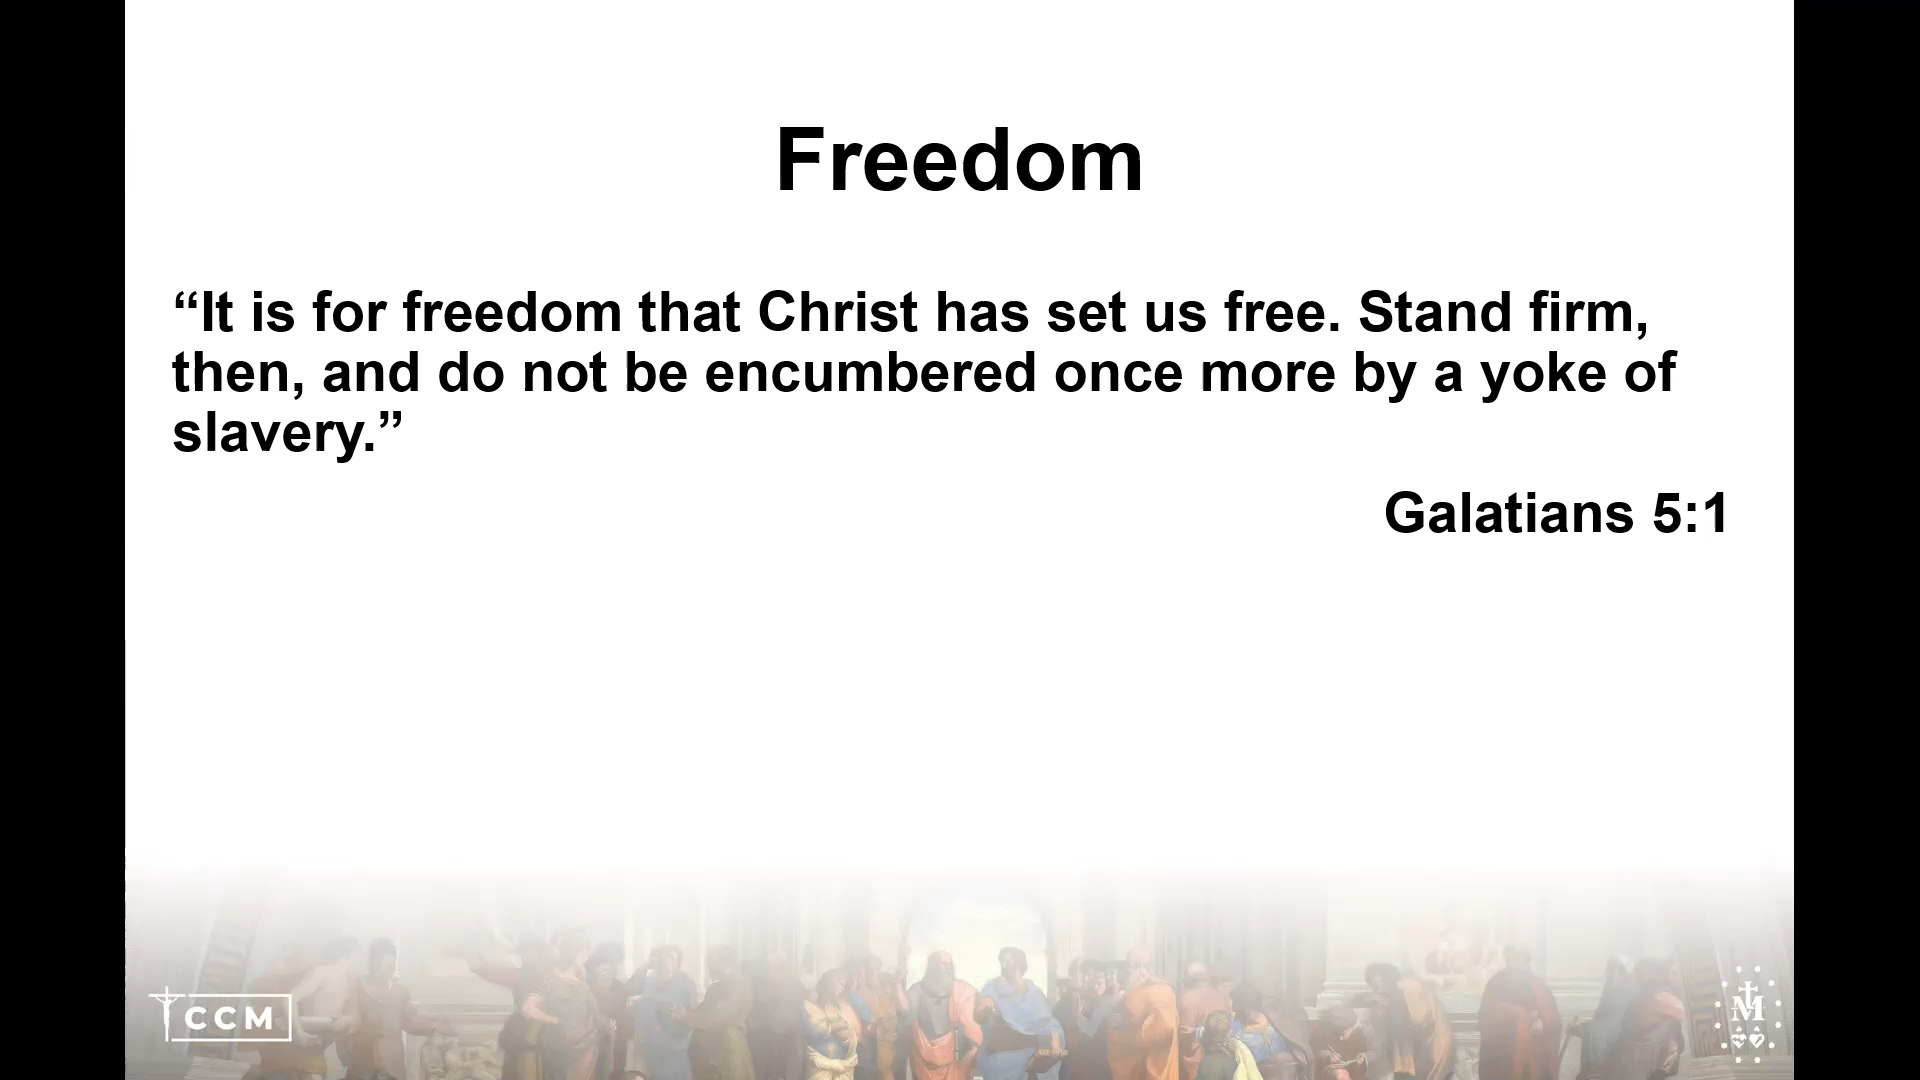 Freedom
“It is for freedom that Christ has set us free. Stand firm,
then, and do not be encumbered once more by a yoke of
slavery.”
Galatians 5:1
CCM
M